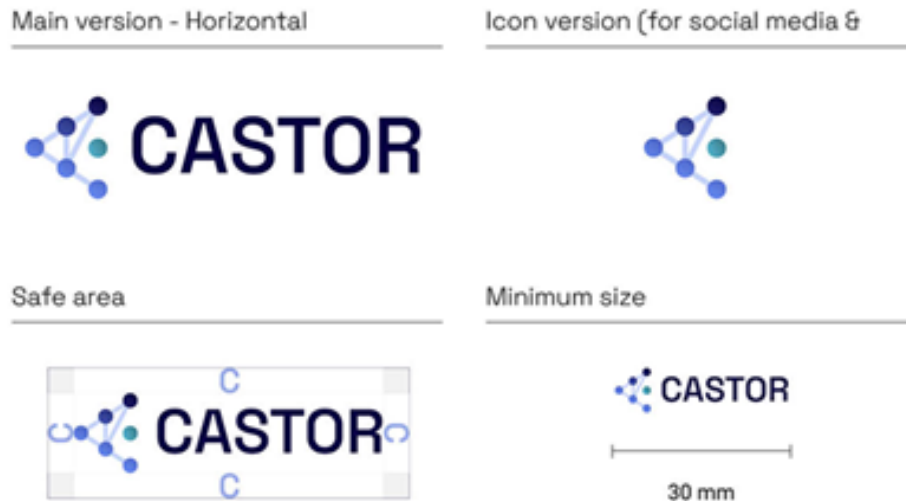 Main version - Horizontal
Icon version (for social media &
CASTOR
Safe area
Minimum size
C
C CASTOR C
C
CASTOR
30 mm